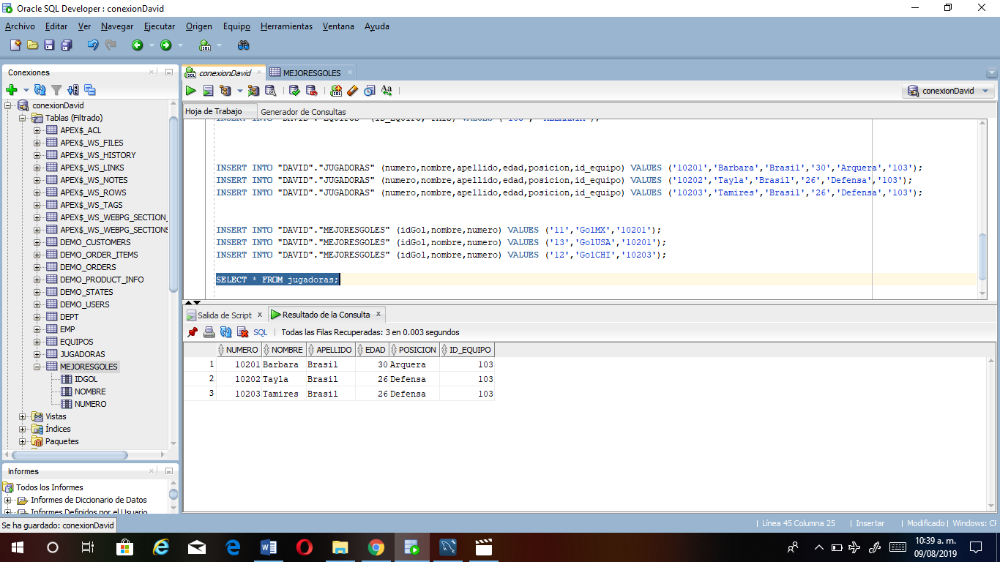 Oracle SQL Developer : conexionDavid
Archivo Editar Ver Navegar Ejecutar Origen Equipo Herramientas Ventana Ayuda
Conexiones
conexionDavid
Tablas (Filtrado)
APEX$_ACL
APEX$_WS_FILES
APEX$_WS_HISTORY
APEX$_WS_LINKS
APEX$_WS_NOTES
APEX$_WS_ROWS
APEX$_WS_TAGS
APEX$_WS_WEBPG_SECTION_
APEX$_WS_WEBPG_SECTIONS
DEMO_CUSTOMERS
DEMO_ORDER_ITEMS
DEMO_ORDERS
DEMO_PRODUCT_INFO
DEMO_STATES
DEMO_USERS
DEPT
EMP
EQUIPOS
JUGADORAS
MEJORESGOLES
IDGOL
NOMBRE
NUMERO
Vistas
Índices
Paquetes
Informes
Todos los Informes
Informes de Diccionario de Datos
Informes Definidos por el Usuario
Se ha guardado: conexionDavid
conexionDavid MEJORESGOLES
conexionDavid
Hoja de Trabajo Generador de Consultas
INSERT INTO "DAVID"."JUGADORAS" (numero,nombre,apellido,edad,posicion,id_equipo) VALUES ('10201','Barbara','Brasil','30','Arquera','103');
INSERT INTO "DAVID"."JUGADORAS" (numero,nombre,apellido,edad,posicion,id_equipo) VALUES ('10202','Tayla','Brasil','26','Defensa','103');
INSERT INTO "DAVID"."JUGADORAS" (numero,nombre,apellido,edad,posicion,id_equipo) VALUES ('10203','Tamires','Brasil','26','Defensa','103');
INSERT INTO "DAVID"."MEJORESGOLES" (idGol,nombre,numero) VALUES ('11','GolMX','10201');
INSERT INTO "DAVID"."MEJORESGOLES" (idGol,nombre,numero) VALUES ('13','GolUSA','10201');
INSERT INTO "DAVID"."MEJORESGOLES" (idGol,nombre,numero) VALUES ('12','GolCHI','10203');
SELECT * FROM jugadoras;
Salida de Script Resultado de la Consulta
SQL Todas las Filas Recuperadas: 3 en 0.003 segundos
NUMERO NOMBRE APELLIDO EDAD POSICION ID_EQUIPO
1 10201 Barbara Brasil 30 Arquera 103
2 10202 Tayla Brasil 26 Defensa 103
3 10203 Tamires Brasil 26 Defensa 103
Línea 45 Columna 25 Insertar Modificado Windows: CF
10:39 a. m.
09/08/2019